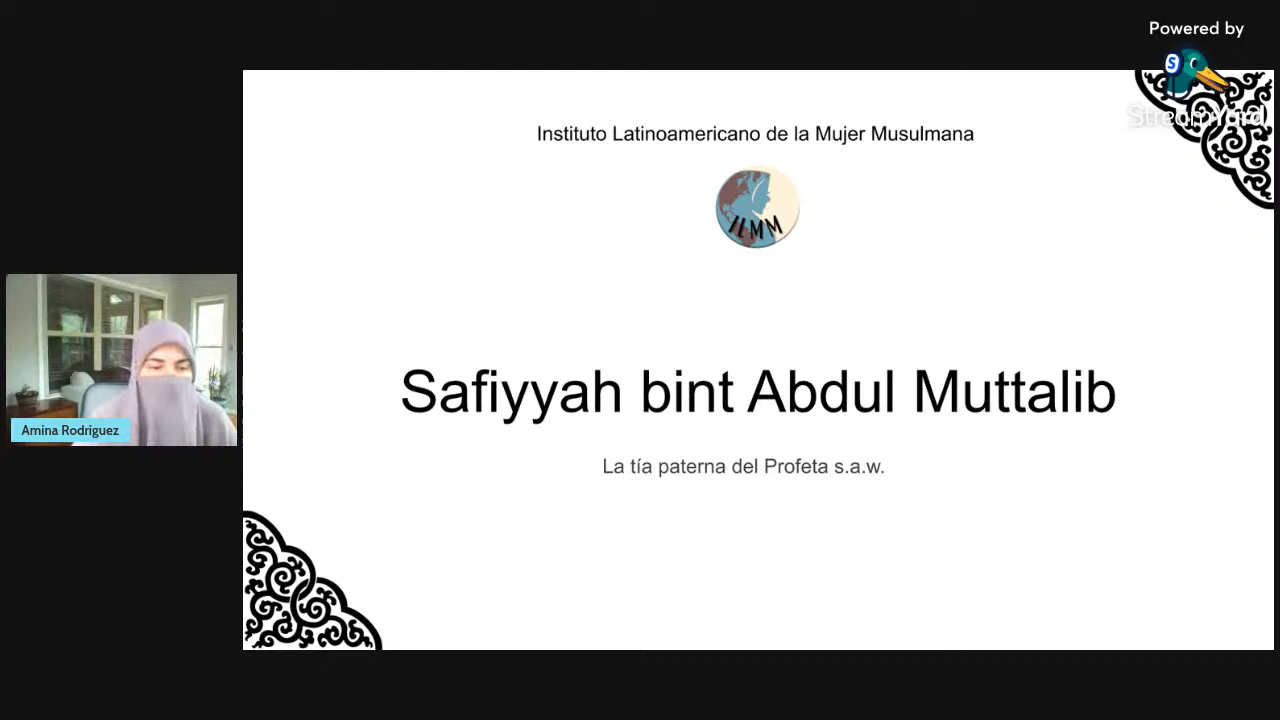 Powered by
StreamYard
Instituto Latinoamericano de la Mujer Musulmana
ILMM
Safiyyah bint Abdul Muttalib
La tía paterna del Profeta s.a.w.
Amina Rodriguez